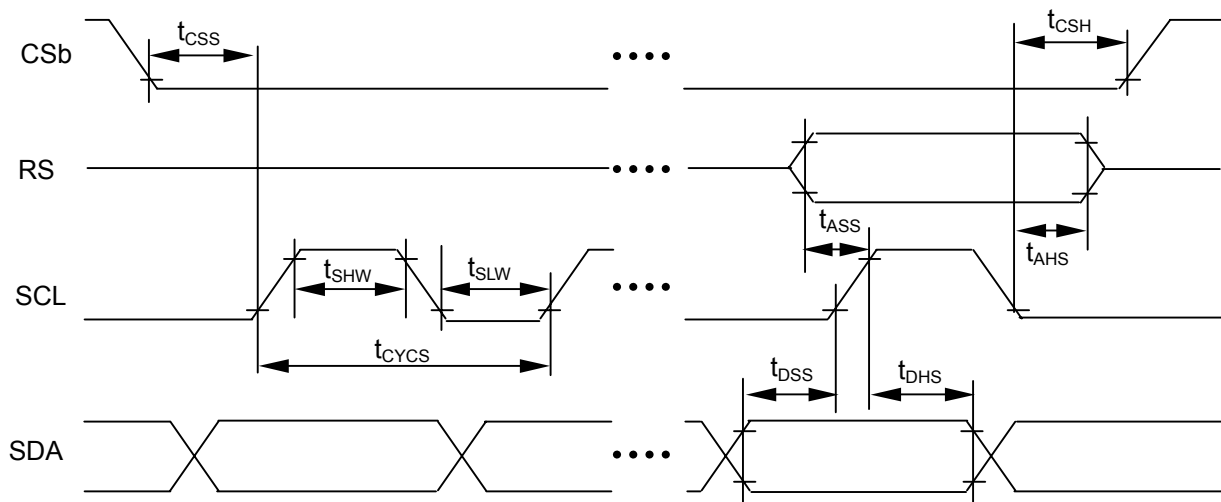 CSb
tCSS
tCSH
RS
tASS
tAHS
SCL
tSHW
tSLW
tCYCS
tDSS
tDHS
SDA